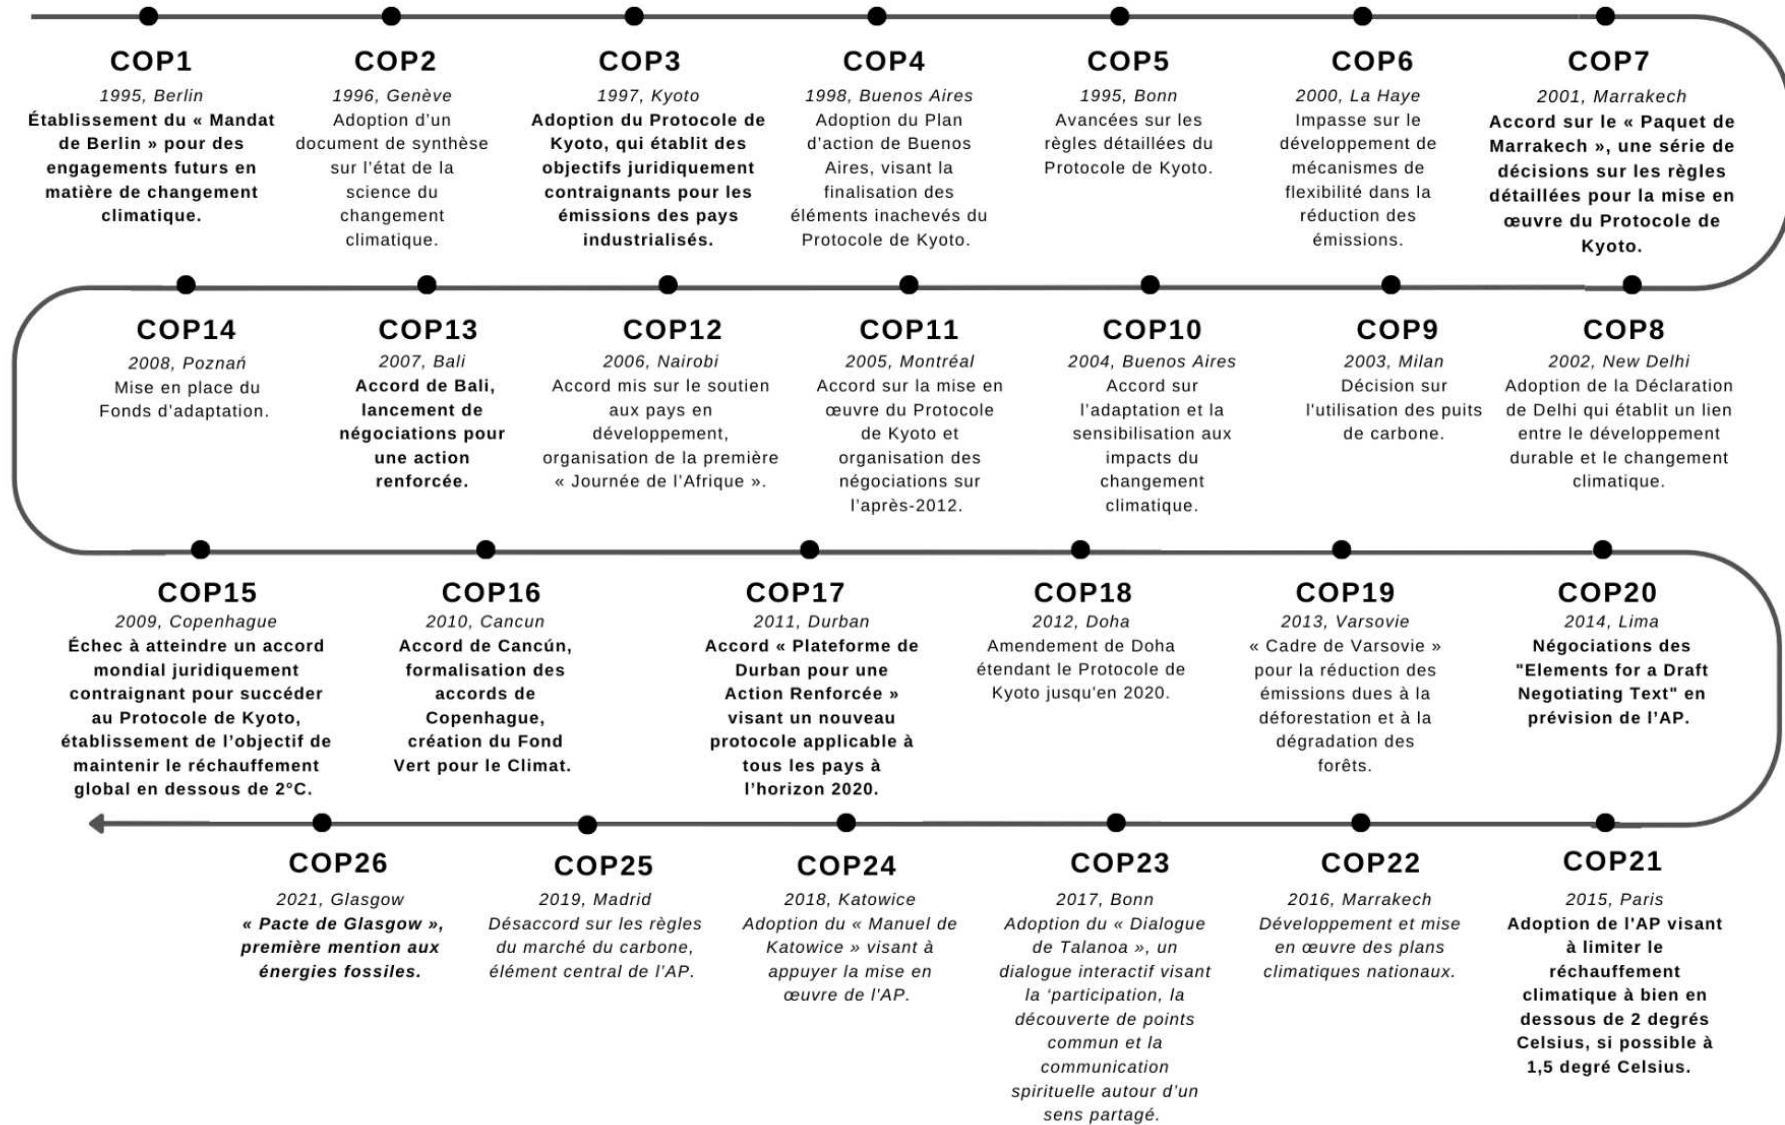 COP1
1995, Berlin
Établissement du « Mandat
de Berlin » pour des
engagements futurs en
matière de changement
climatique.
COP2
1996, Genève
Adoption d'un
document de synthèse
sur l'état de la
science du
changement
climatique.
COP3
1997, Kyoto
Adoption du Protocole de
Kyoto, qui établit des
objectifs juridiquement
contraignants pour les
émissions des pays
industrialisés.
COP4
1998, Buenos Aires
Adoption du Plan
d'action de Buenos
Aires, visant la
finalisation des
éléments inachevés du
Protocole de Kyoto.
COP5
1995, Bonn
Avancées sur les
règles détaillées du
Protocole de Kyoto.
COP6
2000, La Haye
Impasse sur le
développement de
mécanismes de
flexibilité dans la
réduction des
émissions.
COP7
2001, Marrakech
Accord sur le « Paquet de
Marrakech », une série de
décisions sur les règles
détaillées pour la mise en
œuvre du Protocole de
Kyoto.
COP8
2002, New Delhi
Adoption de la Déclaration
de Delhi qui établit un lien
entre le développement
durable et le changement
climatique.
COP9
2003, Milan
Décision sur
l'utilisation des puits
de carbone.
COP10
2004, Buenos Aires
Accord sur
l'adaptation et la
sensibilisation aux
impacts du
changement
climatique.
COP11
2005, Montréal
Accord sur la mise en
œuvre du Protocole
de Kyoto et
organisation des
négociations sur
l'après-2012.
COP12
2006, Nairobi
Accord mis sur le soutien
aux pays en
développement,
organisation de la première
« Journée de l'Afrique ».
COP13
2007, Bali
Accord de Bali,
lancement de
négociations pour
une action
renforcée.
COP14
2008, Poznań
Mise en place du
Fonds d'adaptation.
COP15
2009, Copenhague
Échec à atteindre un accord
mondial juridiquement
contraignant pour succéder
au Protocole de Kyoto,
établissement de l'objectif de
maintenir le réchauffement
global en dessous de 2°C.
COP16
2010, Cancun
Accord de Cancún,
formalisation des
accords de
Copenhague,
création du Fond
Vert pour le Climat.
COP17
2011, Durban
Accord « Plateforme de
Durban pour une
Action Renforcée »
visant un nouveau
protocole applicable à
tous les pays à
l'horizon 2020.
COP18
2012, Doha
Amendement de Doha
étendant le Protocole de
Kyoto jusqu'en 2020.
COP19
2013, Varsovie
« Cadre de Varsovie »
pour la réduction des
émissions dues à la
déforestation et à la
dégradation des
forêts.
COP20
2014, Lima
Négociations des
"Elements for a Draft
Negotiating Text" en
prévision de l'AP.
COP21
2015, Paris
Adoption de l'AP visant
à limiter le
réchauffement
climatique à bien en
dessous de 2 degrés
Celsius, si possible à
1,5 degré Celsius.
COP22
2016, Marrakech
Développement et mise
en œuvre des plans
climatiques nationaux.
COP23
2017, Bonn
Adoption du « Dialogue
de Talanoa », un
dialogue interactif visant
la ‘participation, la
découverte de points
commun et la
communication
spirituelle autour d'un
sens partagé.
COP24
2018, Katowice
Adoption du « Manuel de
Katowice » visant à
appuyer la mise en
œuvre de l'AP.
COP25
2019, Madrid
Désaccord sur les règles
du marché du carbone,
élément central de l'AP.
COP26
2021, Glasgow
« Pacte de Glasgow »,
première mention aux
énergies fossiles.